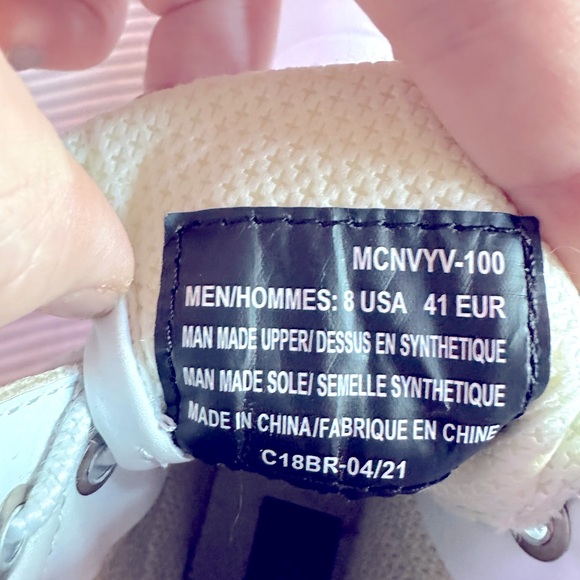 MCNVYV-100
MEN/HOMMES: 8 USA 41 EUR
MAN MADE UPPER/ DESSUS EN SYNTHETIQUE
MAN MADE SOLE/ SEMELLE SYNTHETIQUE
MADE IN CHINA/FABRIQUE EN CHINE
C18BR-04/21